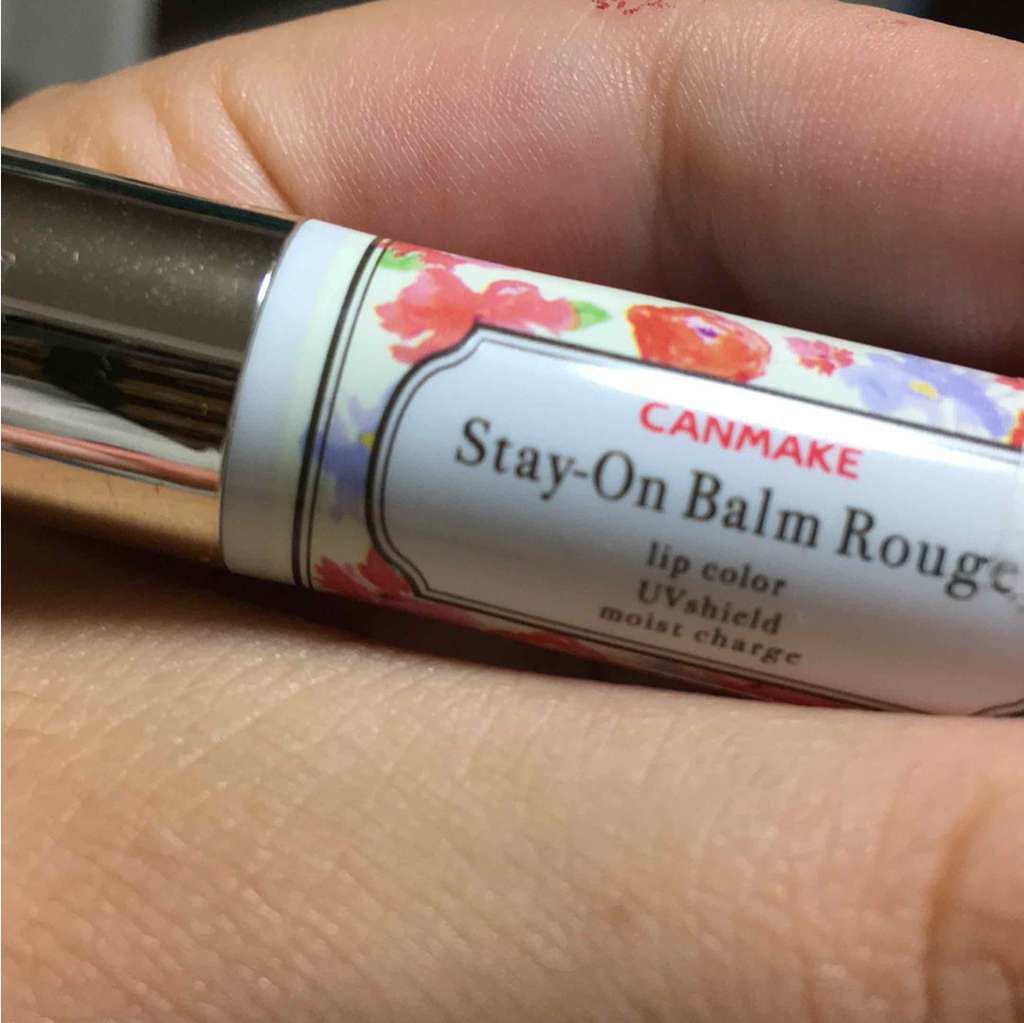 CANMAKE
Stay-On Balm Rouge
lip color
UVshield
moist charge